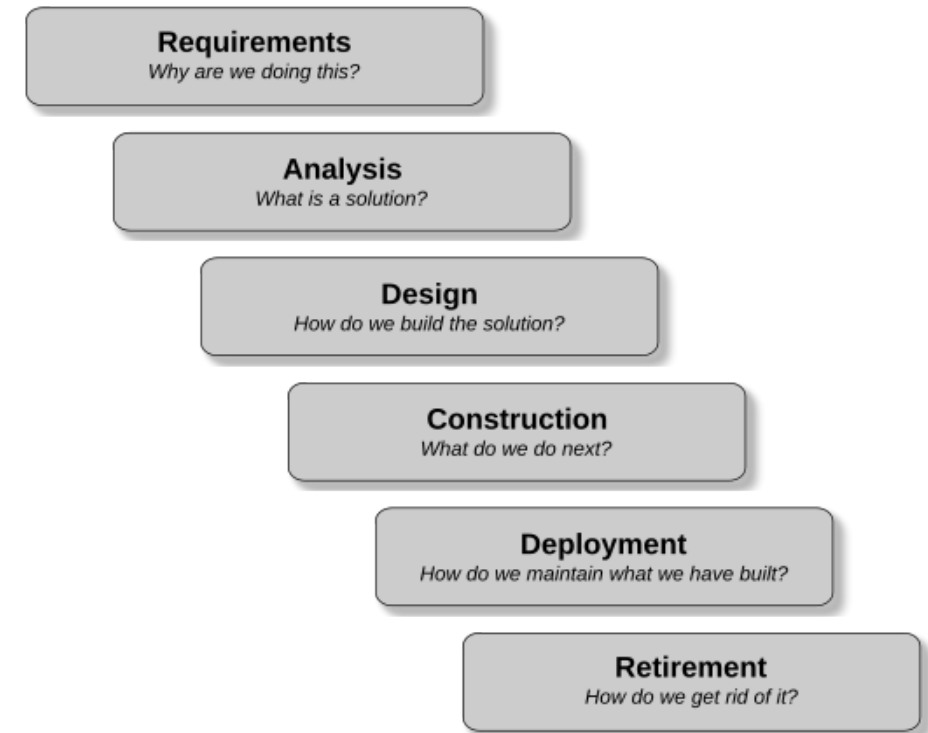 Requirements
Why are we doing this?
Analysis
What is a solution?
Design
How do we build the solution?
Construction
What do we do next?
Deployment
How do we maintain what we have built?
Retirement
How do we get rid of it?